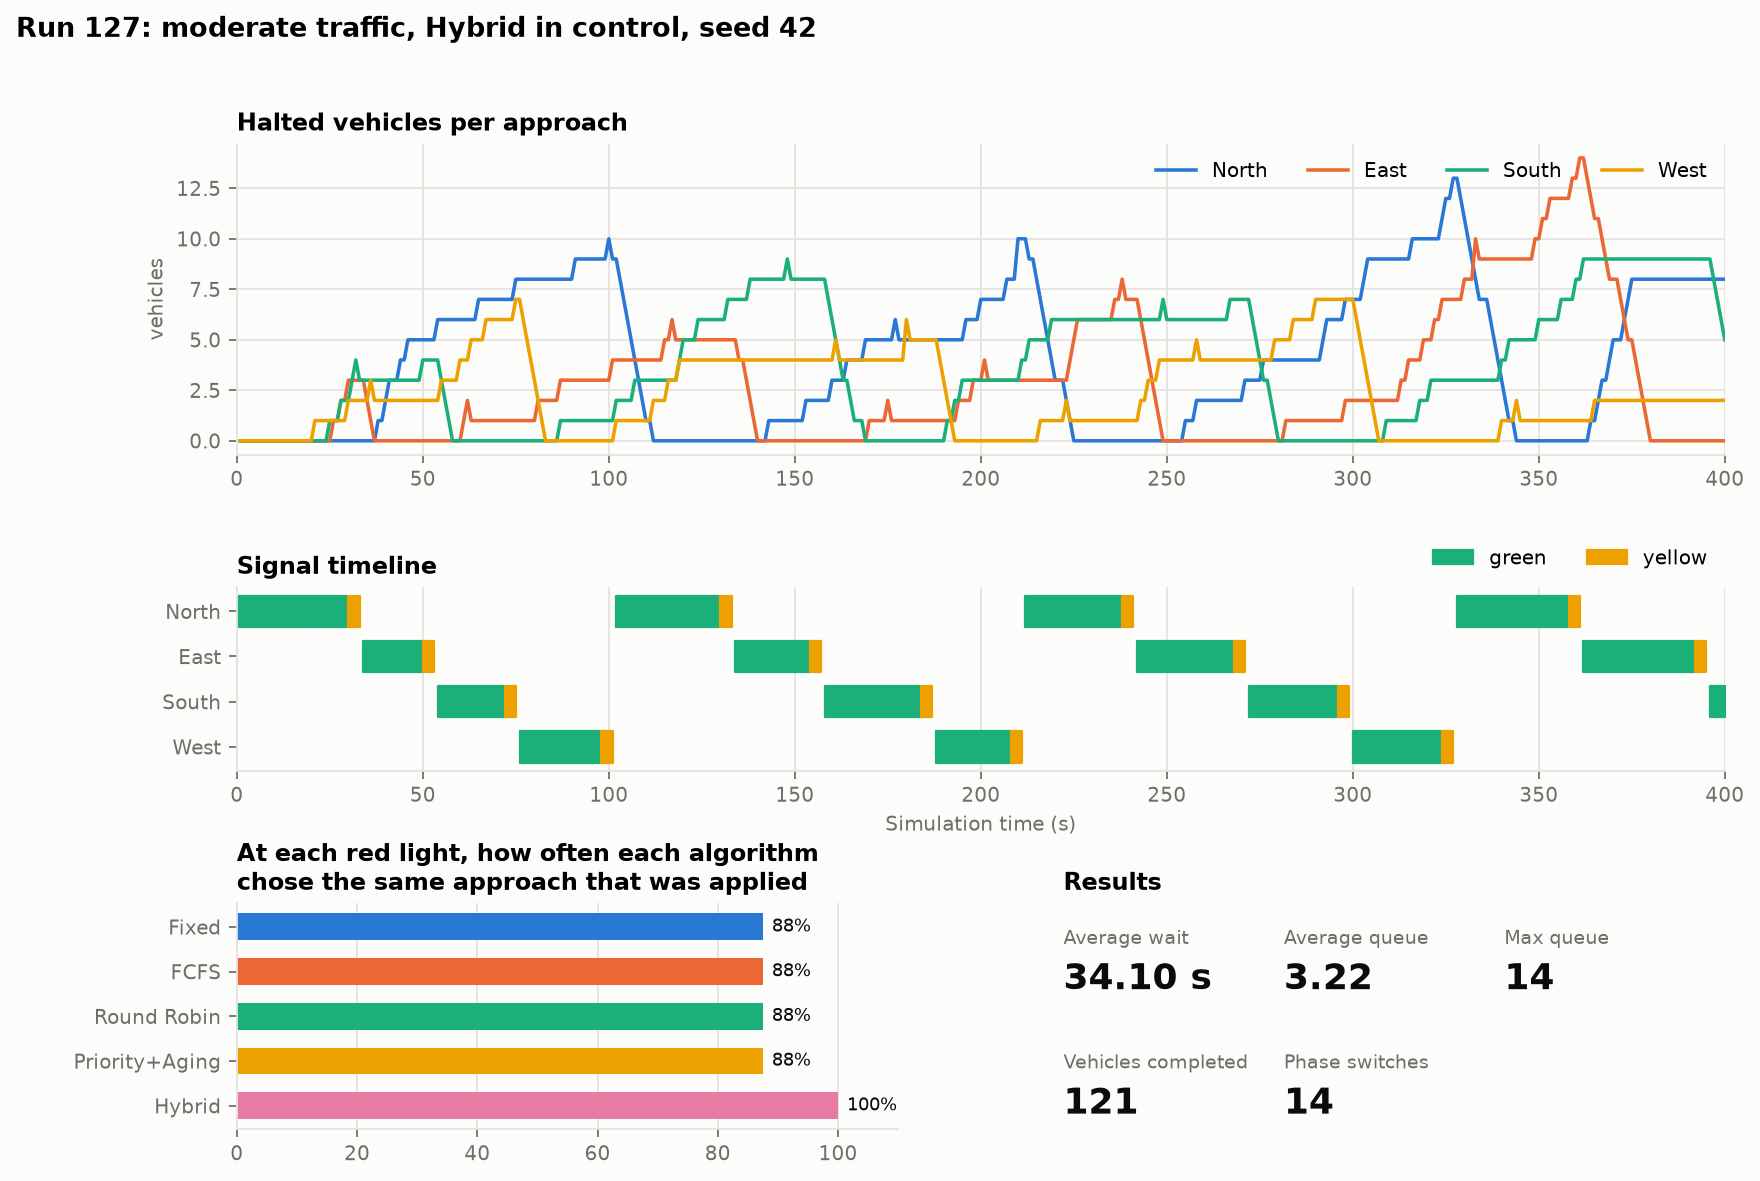 Run 127: moderate traffic, Hybrid in control, seed 42
Halted vehicles per approach
North East South West
vehicles
12.5
10.0
7.5
5.0
2.5
0.0
0 50 100 150 200 250 300 350 400
Signal timeline
green yellow
North
East
South
West
0 50 100 150 200 250 300 350 400
Simulation time (s)
At each red light, how often each algorithm
chose the same approach that was applied
Fixed 88%
FCFS 88%
Round Robin 88%
Priority+Aging 88%
Hybrid 100%
0 20 40 60 80 100
Results
Average wait Average queue Max queue
34.10 s 3.22 14
Vehicles completed Phase switches
121 14